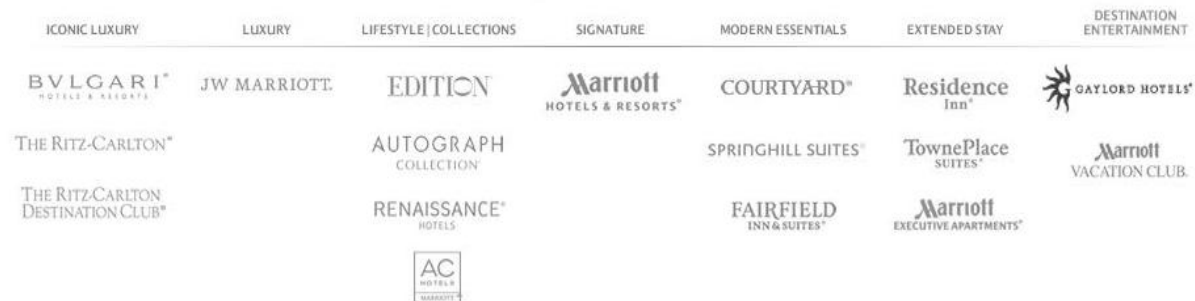 ICONIC LUXURY
LUXURY
LIFESTYLE | COLLECTIONS
SIGNATURE
MODERN ESSENTIALS
EXTENDED STAY
DESTINATION
ENTERTAINMENT
BVLGARI®
HOTELS & RESORTS
JW MARRIOTT.
EDITION
Marriott
HOTELS & RESORTS®
COURTYARD®
Residence
Inn®
GAYLORD HOTELS®
THE RITZ-CARLTON®
AUTOGRAPH
COLLECTION
SPRINGHILL SUITES®
TownePlace
SUITES®
Marriott
VACATION CLUB.
THE RITZ-CARLTON
DESTINATION CLUB®
RENAISSANCE®
HOTELS
FAIRFIELD
INN & SUITES®
Marriott
EXECUTIVE APARTMENTS®
AC
HOTELS
MARRIOTT